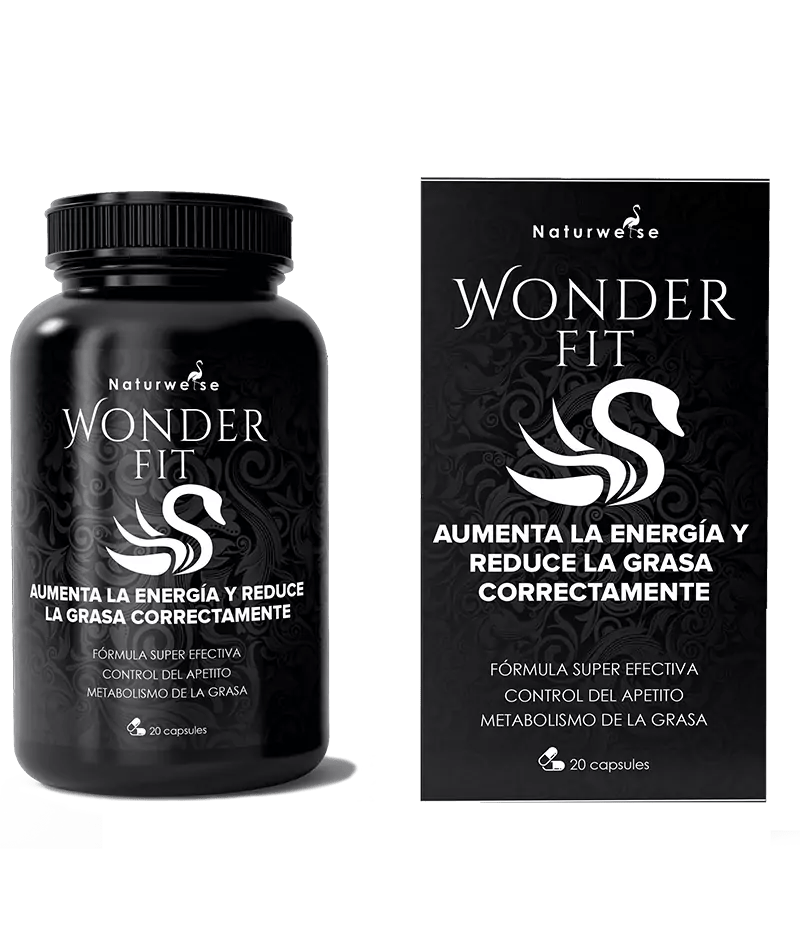 Naturweise
WONDER
FIT
AUMENTA LA ENERGÍA Y REDUCE
LA GRASA CORRECTAMENTE
FÓRMULA SUPER EFECTIVA
CONTROL DEL APETITO
METABOLISMO DE LA GRASA
20 capsules
Naturweise
WONDER
FIT
AUMENTA LA ENERGÍA Y
REDUCE LA GRASA
CORRECTAMENTE
FÓRMULA SUPER EFECTIVA
CONTROL DEL APETITO
METABOLISMO DE LA GRASA
20 capsules